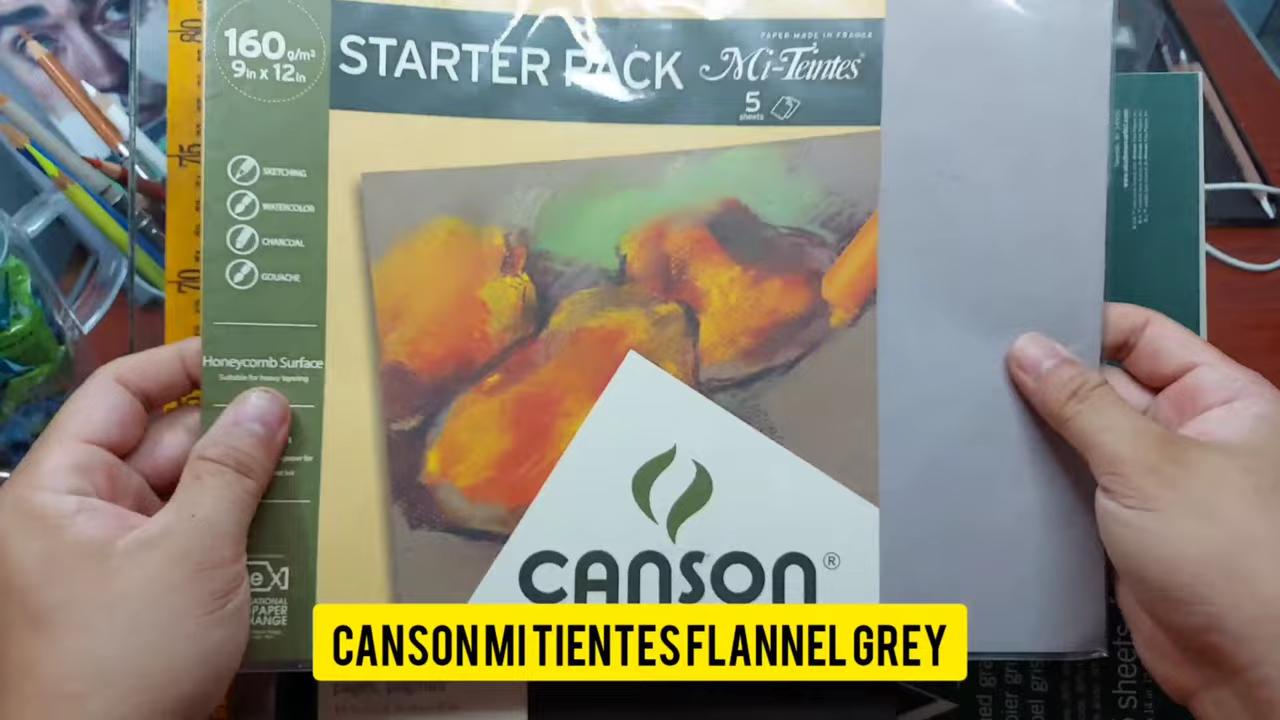 160 g/m²
9in x 12in
STARTER PACK
PAPER MADE IN FRANCE
Mi-Teintes®
5
sheets
SKETCHING
WATERCOLOR
CHARCOAL
GOUACHE
Honeycomb Surface
Suitable for heavy layering
CANSON®
CANSON MI TIENTES FLANNEL GREY
80
75
70
sheets